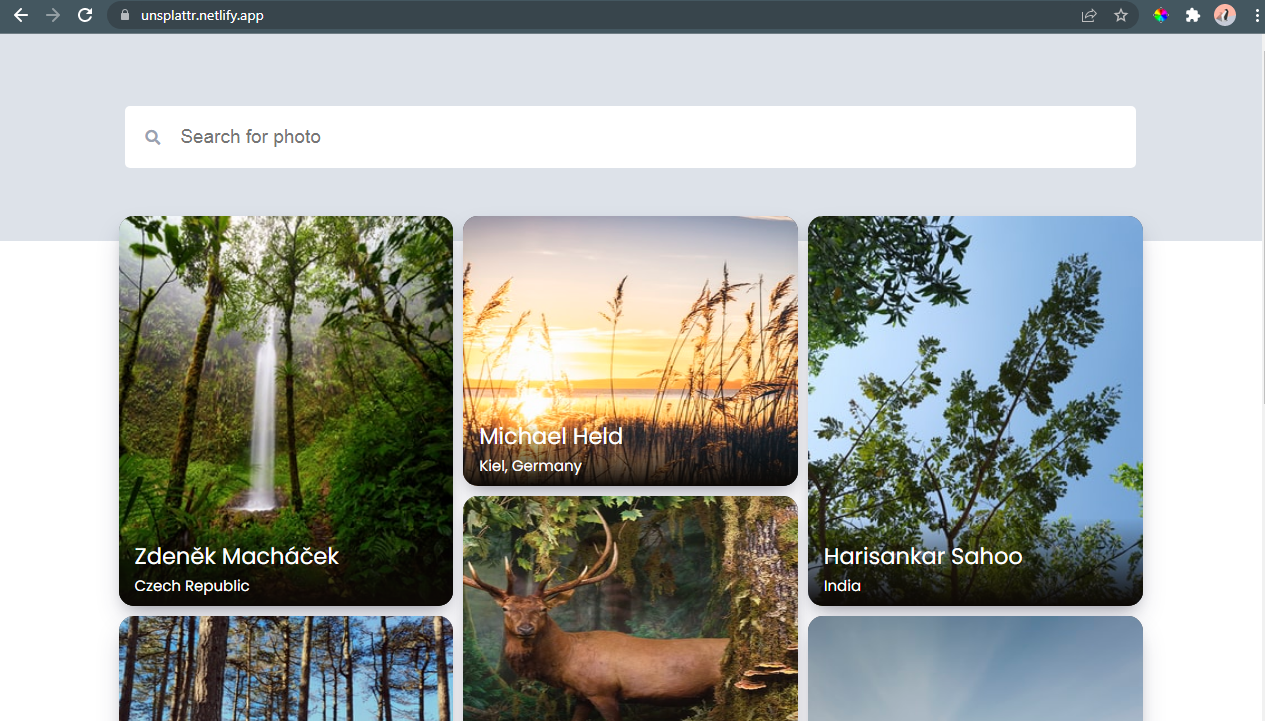 unsplattr.netlify.app
Search for photo
Zdeněk Macháček
Czech Republic
Michael Held
Kiel, Germany
Harisankar Sahoo
India